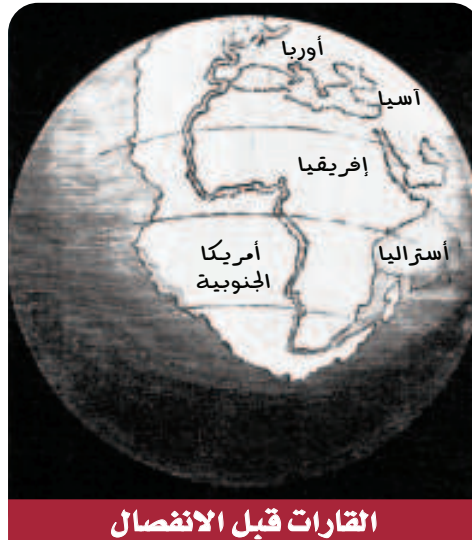 أوربا
آسيا
إفريقيا
أستراليا
أمريكا
الجنوبية
القارات قبل الانفصال